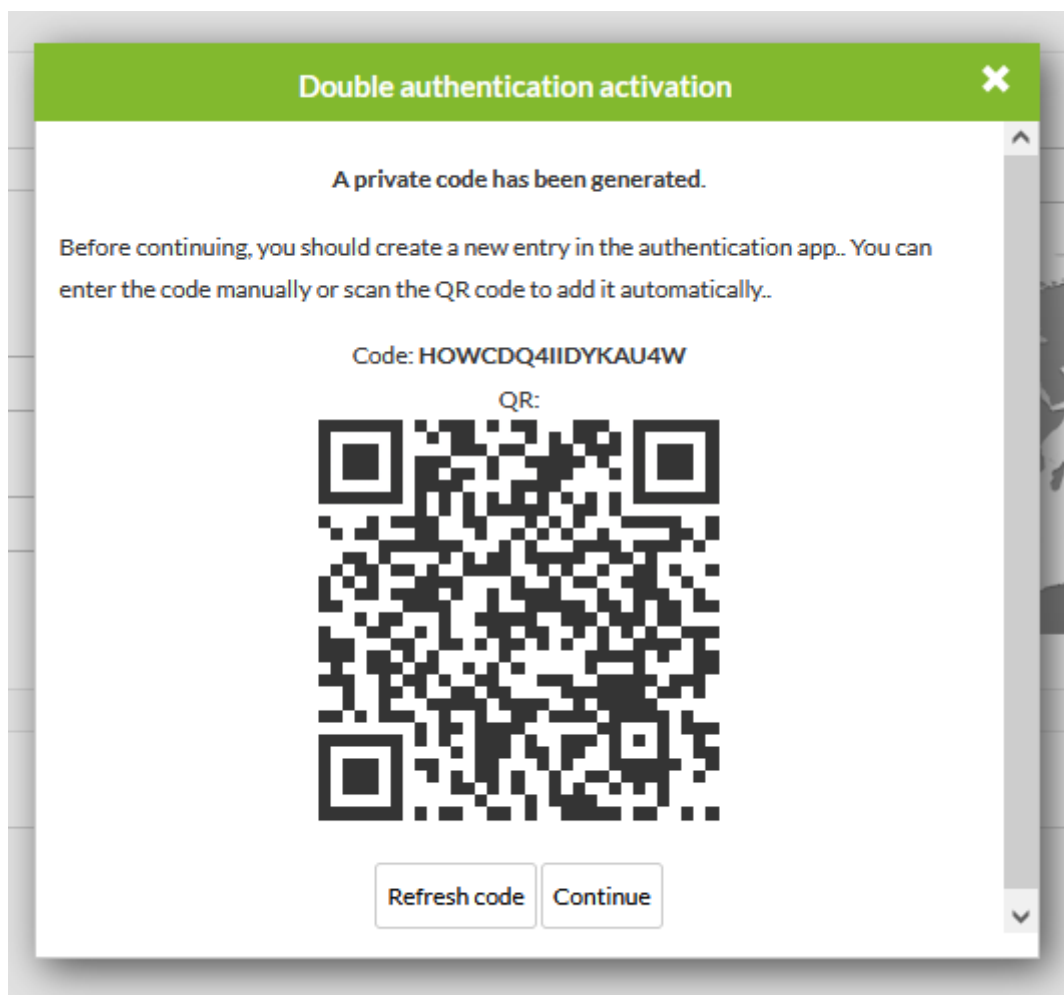 Double authentication activation
A private code has been generated.
Before continuing, you should create a new entry in the authentication app.. You can
enter the code manually or scan the QR code to add it automatically..
Code: HOWCDQ4IIDYKAU4W
QR:
Refresh code
Continue